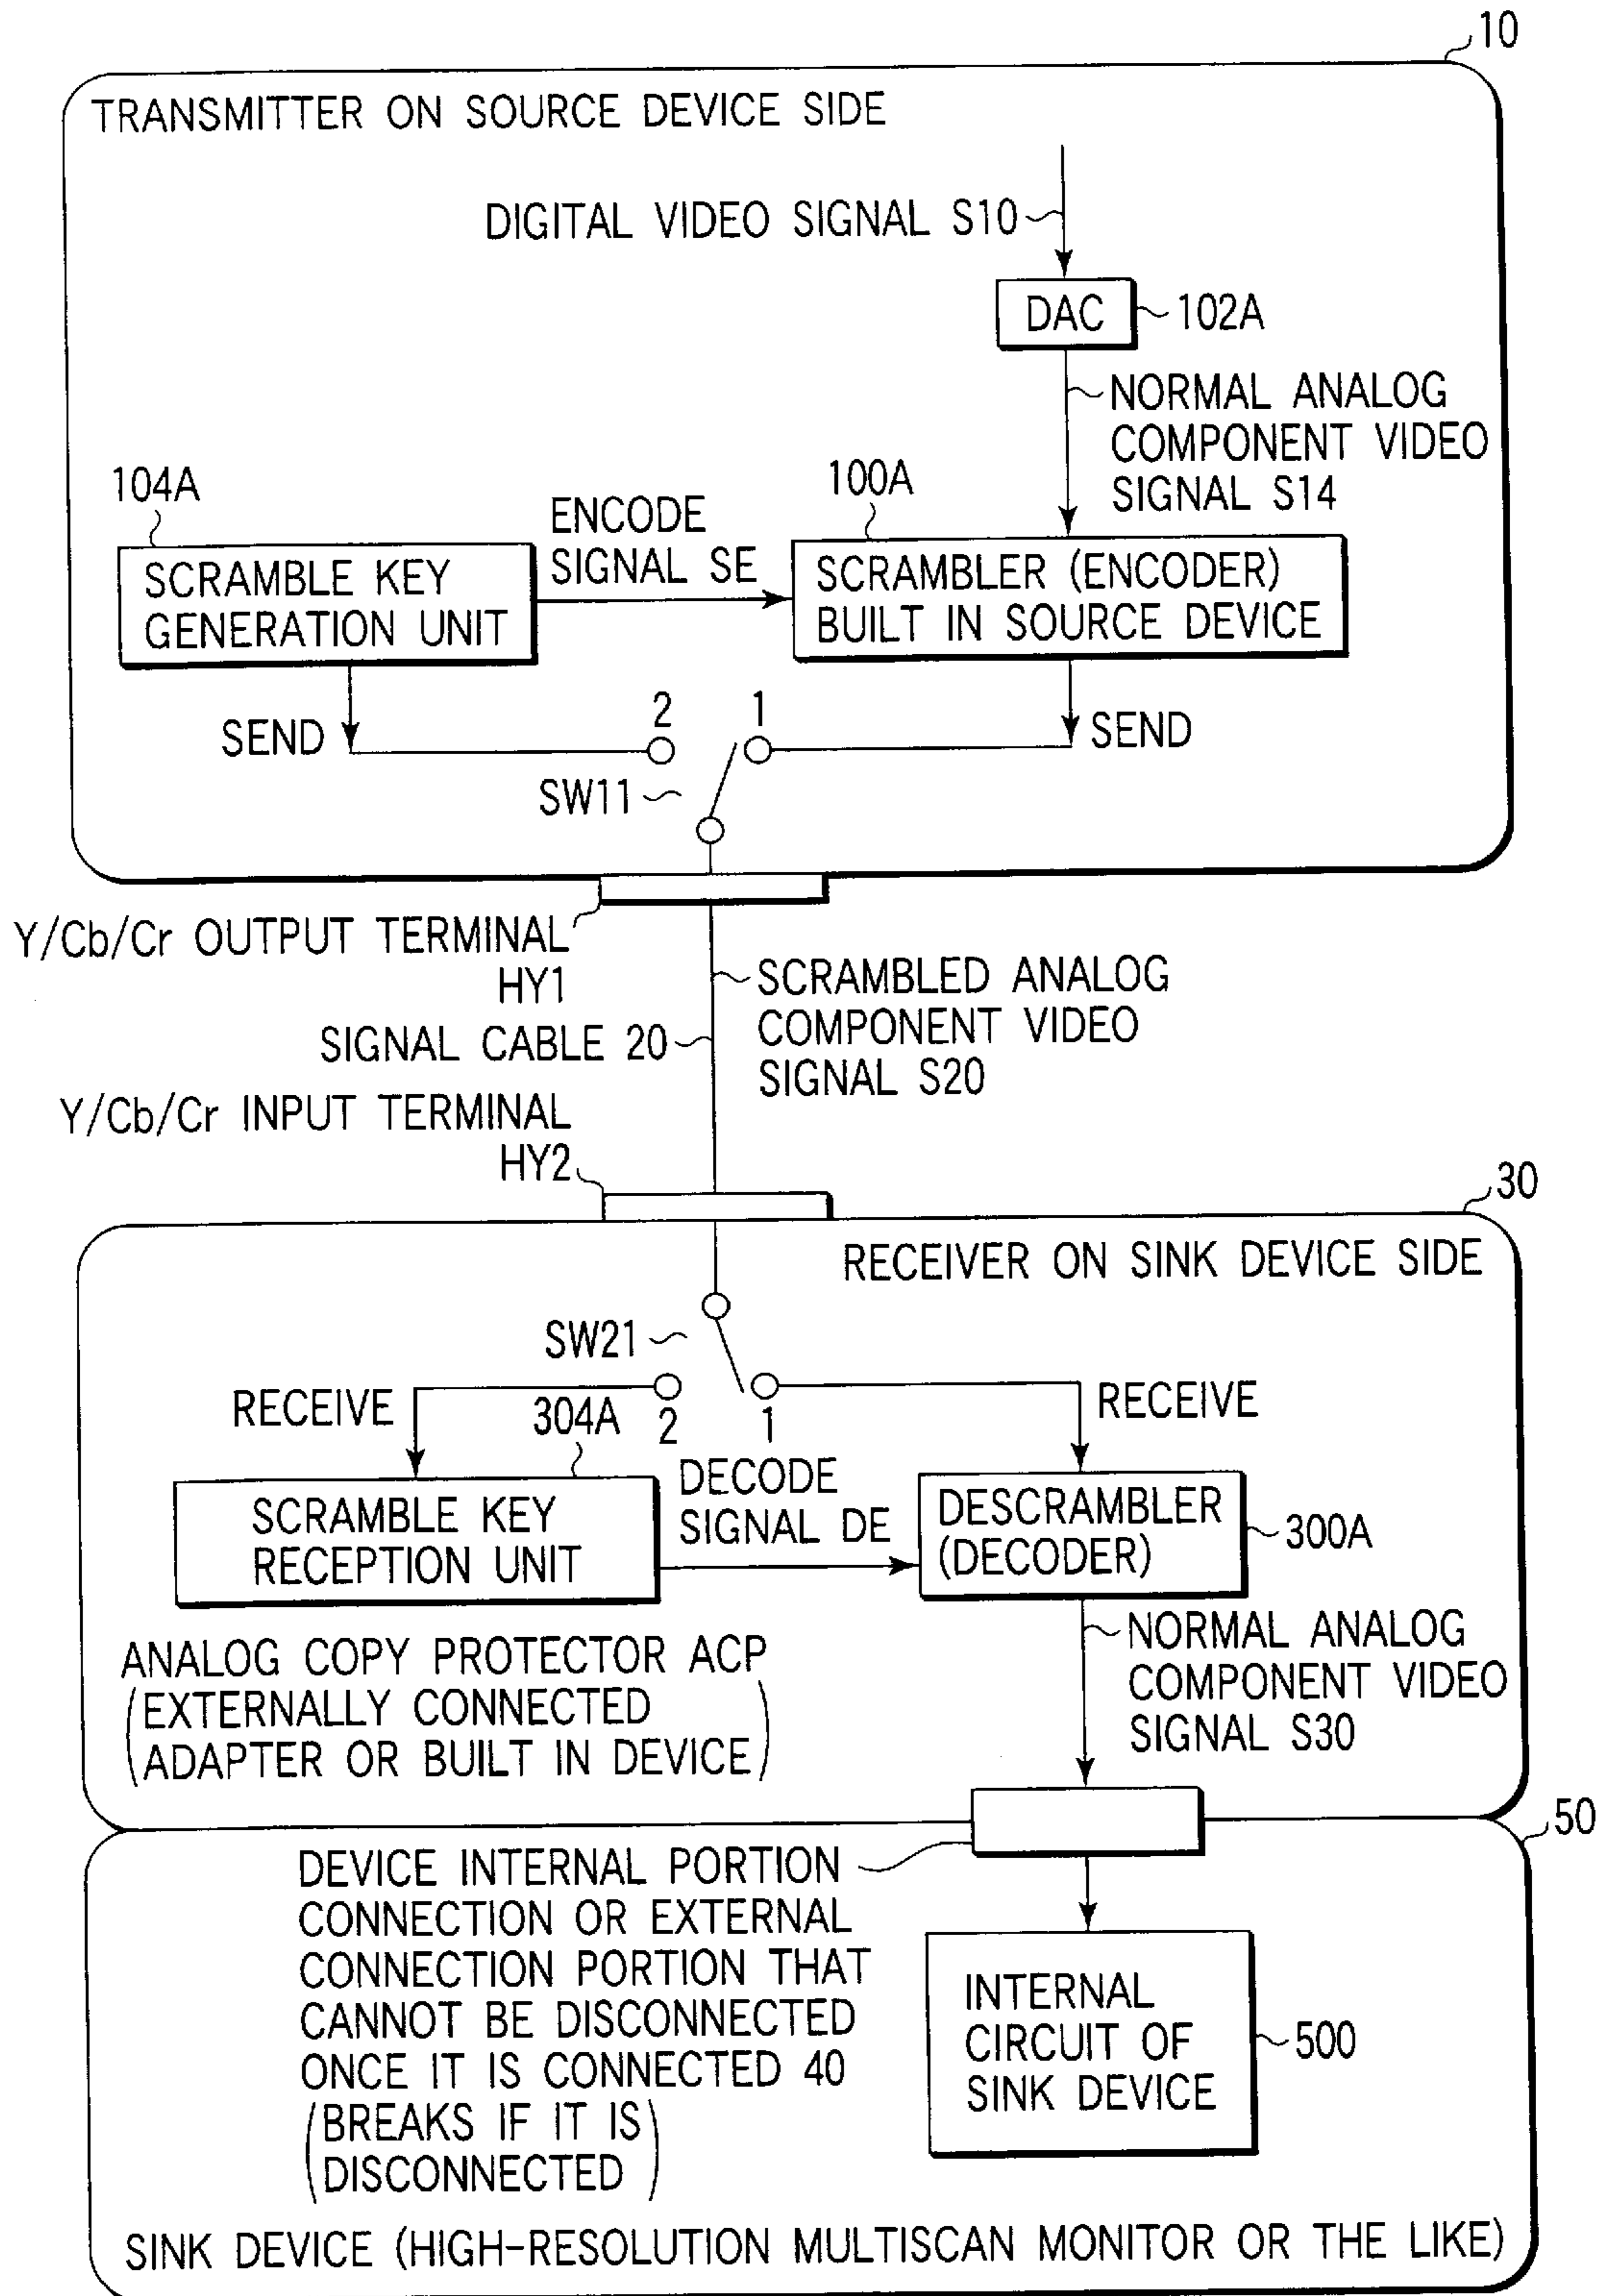 10
TRANSMITTER ON SOURCE DEVICE SIDE
DIGITAL VIDEO SIGNAL S10
DAC
102A
NORMAL ANALOG
COMPONENT VIDEO
SIGNAL S14
104A
ENCODE
SIGNAL SE
100A
SCRAMBLE KEY
GENERATION UNIT
SCRAMBLER (ENCODER)
BUILT IN SOURCE DEVICE
SEND
2
1
SEND
SW11
Y/Cb/Cr OUTPUT TERMINAL
HY1
SCRAMBLED ANALOG
COMPONENT VIDEO
SIGNAL S20
SIGNAL CABLE 20
Y/Cb/Cr INPUT TERMINAL
HY2
30
RECEIVER ON SINK DEVICE SIDE
SW21
RECEIVE
304A
2
1
RECEIVE
SCRAMBLE KEY
RECEPTION UNIT
DECODE
SIGNAL DE
DESCRAMBLER
(DECODER)
300A
ANALOG COPY PROTECTOR ACP
(EXTERNALLY CONNECTED
ADAPTER OR BUILT IN DEVICE)
NORMAL ANALOG
COMPONENT VIDEO
SIGNAL S30
50
DEVICE INTERNAL PORTION
CONNECTION OR EXTERNAL
CONNECTION PORTION THAT
CANNOT BE DISCONNECTED
ONCE IT IS CONNECTED 40
(BREAKS IF IT IS
DISCONNECTED)
INTERNAL
CIRCUIT OF
SINK DEVICE
500
SINK DEVICE (HIGH-RESOLUTION MULTISCAN MONITOR OR THE LIKE)